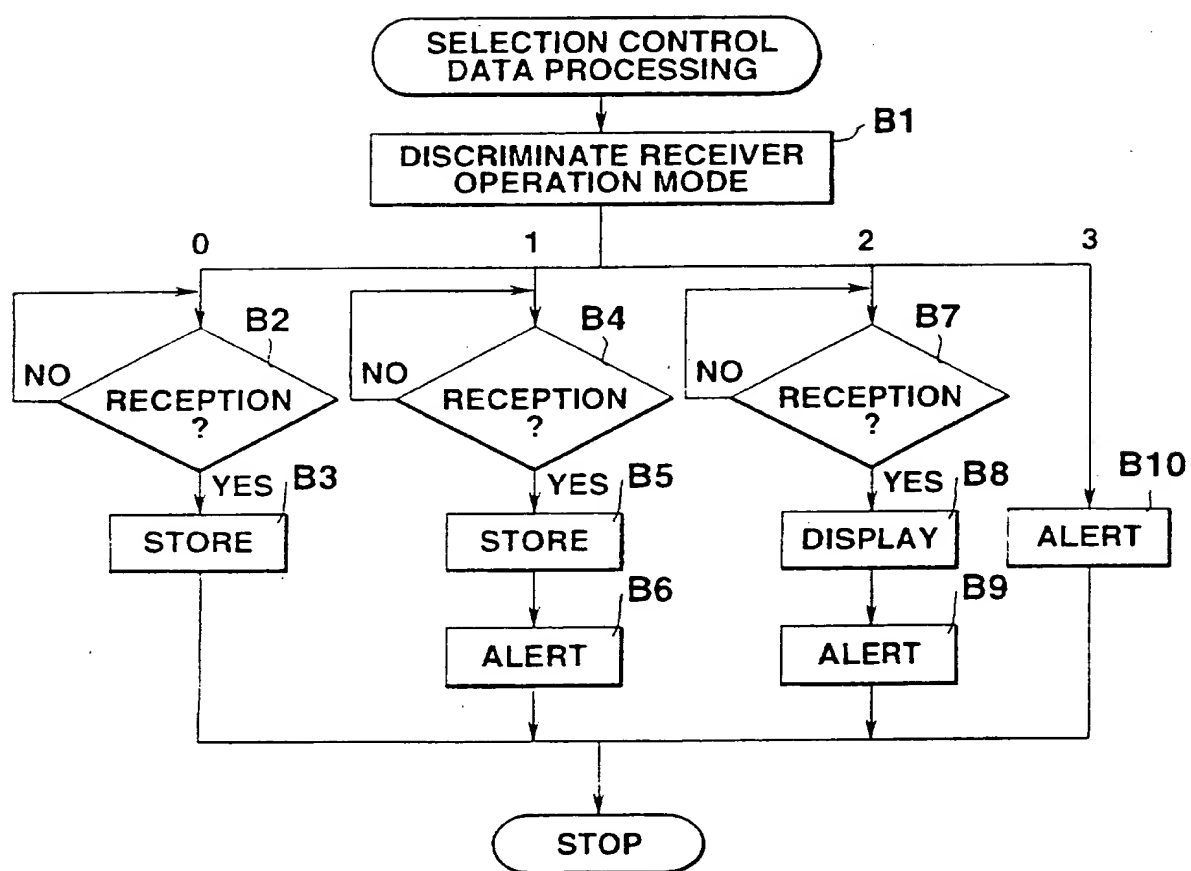 SELECTION CONTROL
DATA PROCESSING
B1
DISCRIMINATE RECEIVER
OPERATION MODE
0
1
2
3
B2
B4
B7
NO
NO
NO
RECEPTION
?
RECEPTION
?
RECEPTION
?
B10
YES
B3
YES
B5
YES
B8
STORE
STORE
DISPLAY
ALERT
B6
B9
ALERT
ALERT
STOP